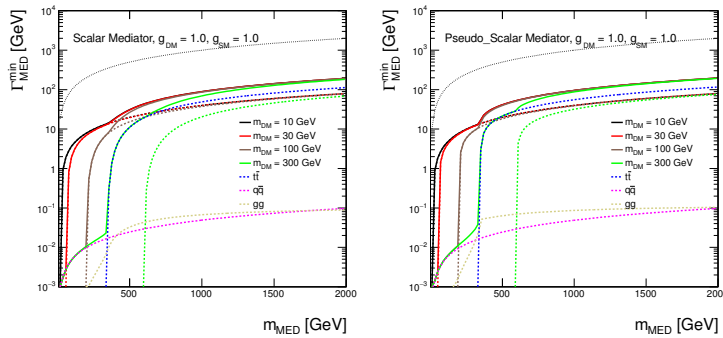 Γ^min_MED [GeV]
Scalar Mediator, g_DM = 1.0, g_SM = 1.0
10^4
10^3
10^2
10
1
10^-1
10^-2
10^-3
m_DM = 10 GeV
m_DM = 30 GeV
m_DM = 100 GeV
m_DM = 300 GeV
tt̄
qq̄
gg
500 1000 1500 2000
m_MED [GeV]
Γ^min_MED [GeV]
Pseudo_Scalar Mediator, g_DM = 1.0, g_SM = 1.0
10^4
10^3
10^2
10
1
10^-1
10^-2
10^-3
m_DM = 10 GeV
m_DM = 30 GeV
m_DM = 100 GeV
m_DM = 300 GeV
tt̄
qq̄
gg
500 1000 1500 2000
m_MED [GeV]